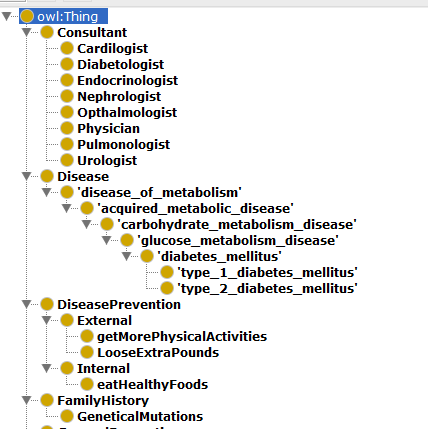 owl:Thing
Consultant
Cardilogist
Diabetologist
Endocrinologist
Nephrologist
Opthalmologist
Physician
Pulmonologist
Urologist
Disease
'disease_of_metabolism'
'acquired_metabolic_disease'
'carbohydrate_metabolism_disease'
'glucose_metabolism_disease'
'diabetes_mellitus'
'type_1_diabetes_mellitus'
'type_2_diabetes_mellitus'
DiseasePrevention
External
getMorePhysicalActivities
LooseExtraPounds
Internal
eatHealthyFoods
FamilyHistory
GeneticalMutations